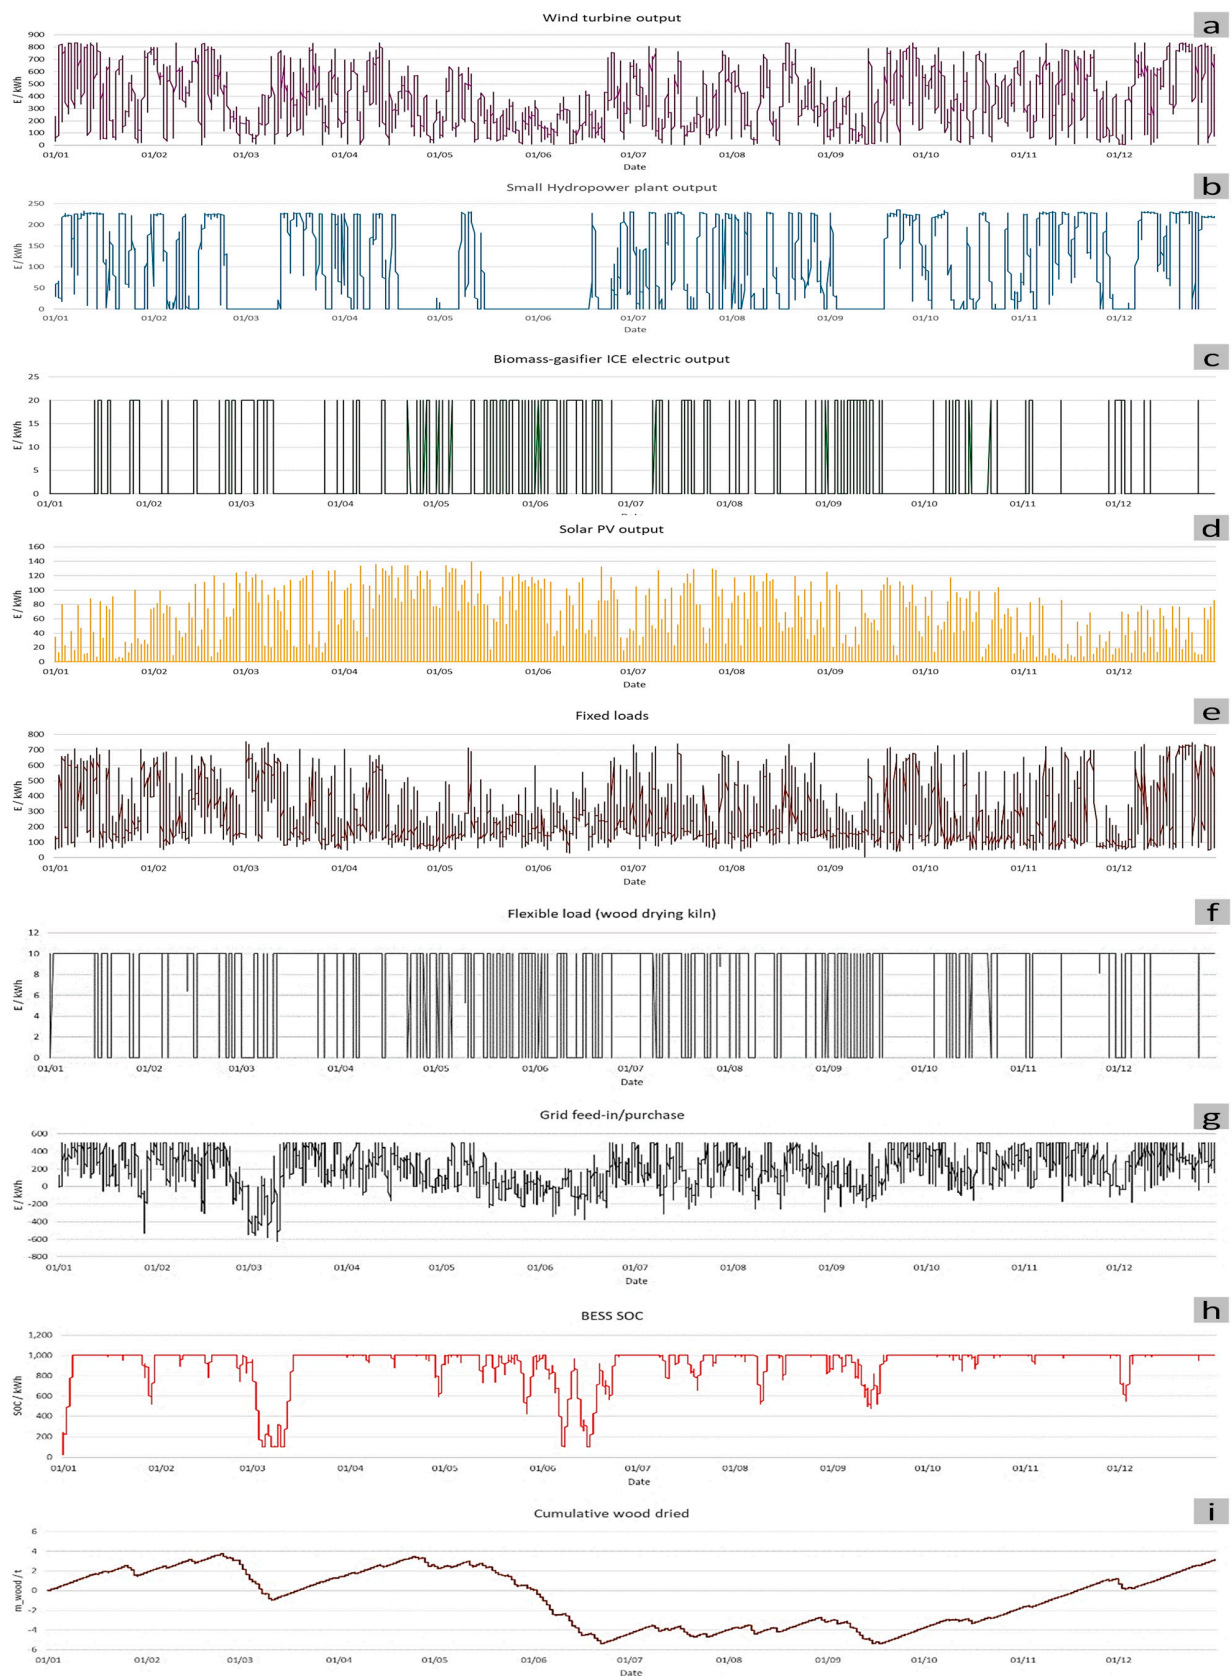 Wind turbine output
a
E / kWh
900
800
700
600
500
400
300
200
100
0
01/01 01/02 01/03 01/04 01/05 01/06 01/07 01/08 01/09 01/10 01/11 01/12
Date
Small Hydropower plant output
b
E / kWh
250
200
150
100
50
0
01/01 01/02 01/03 01/04 01/05 01/06 01/07 01/08 01/09 01/10 01/11 01/12
Date
Biomass-gasifier ICE electric output
c
E / kWh
25
20
15
10
5
0
01/01 01/02 01/03 01/04 01/05 01/06 01/07 01/08 01/09 01/10 01/11 01/12
Solar PV output
d
E / kWh
160
140
120
100
80
60
40
20
0
01/01 01/02 01/03 01/04 01/05 01/06 01/07 01/08 01/09 01/10 01/11 01/12
Date
Fixed loads
e
E / kWh
800
700
600
500
400
300
200
100
0
01/01 01/02 01/03 01/04 01/05 01/06 01/07 01/08 01/09 01/10 01/11 01/12
Date
Flexible load (wood drying kiln)
f
E / kWh
12
10
8
6
4
2
0
01/01 01/02 01/03 01/04 01/05 01/06 01/07 01/08 01/09 01/10 01/11 01/12
Date
Grid feed-in/purchase
g
E / kWh
600
400
200
0
-200
-400
-600
-800
01/01 01/02 01/03 01/04 01/05 01/06 01/07 01/08 01/09 01/10 01/11 01/12
Date
BESS SOC
h
SOC / kWh
1,200
1,000
800
600
400
200
0
01/01 01/02 01/03 01/04 01/05 01/06 01/07 01/08 01/09 01/10 01/11 01/12
Date
Cumulative wood dried
i
m_wood / t
6
4
2
0
-2
-4
6
01/01 01/02 01/03 01/04 01/05 01/06 01/07 01/08 01/09 01/10 01/11 01/12
Date